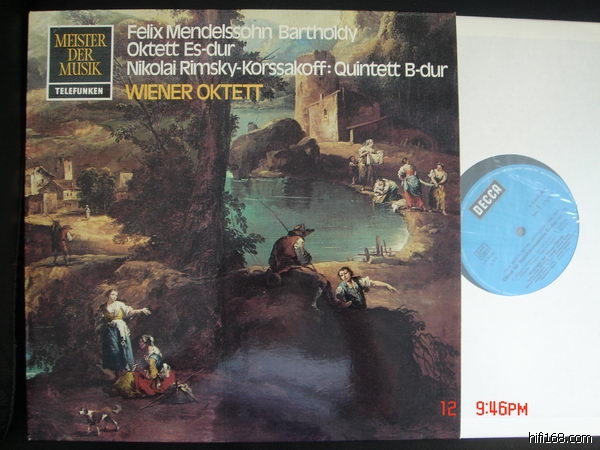 MEISTER
DER
MUSIK
TELEFUNKEN
Felix Mendelssohn Bartholdy
Oktett Es-dur
Nikolai Rimsky-Korssakoff: Quintett B-dur
WIENER OKTETT
DECCA
12 9:46PM
hifi168.com